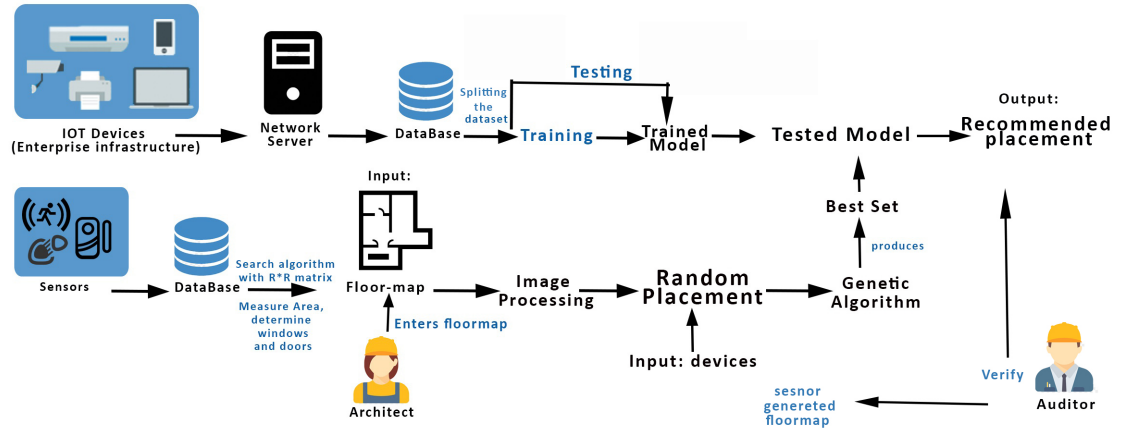 IOT Devices
(Enterprise infrastructure)
Network
Server
DataBase
Splitting
the
dataset
Testing
Training
Trained
Model
Tested Model
Output:
Recommended
placement
Sensors
DataBase
Search algorithm
with R*R matrix
Measure Area,
determine
windows
and doors
Input:
Floor-map
Enters floormap
Architect
Image
Processing
Random
Placement
Input: devices
Genetic
Algorithm
produces
Best Set
Verify
Auditor
sesnor
genereted
floormap